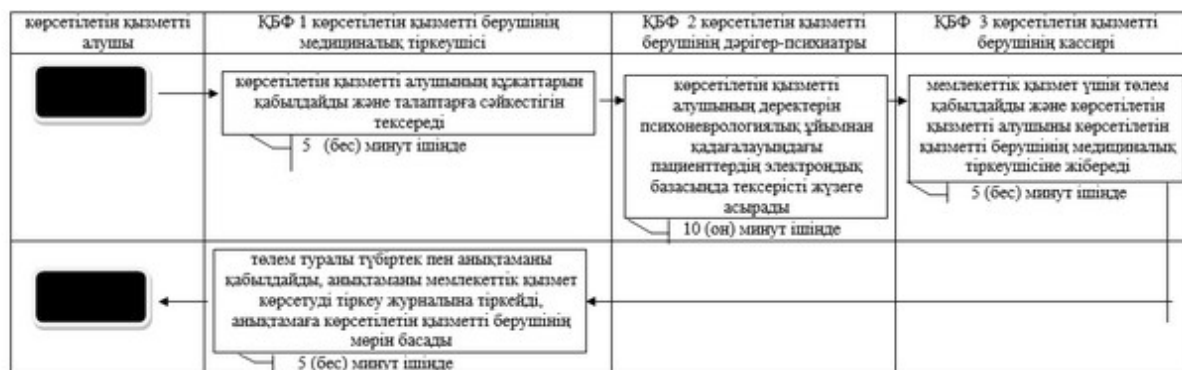 көрсетілетін қызметті
алушы
ҚБФ 1 көрсетілетін қызметті берушінің
медициналық тіркеушісі
ҚБФ 2 көрсетілетін қызметті
берушінің дәрігер-психиатры
ҚБФ 3 көрсетілетін қызметті
берушінің кассирі
көрсетілетін қызметті алушының құжаттарын
қабылдайды және талаптарға сәйкестігін
тексереді
5 (бес) минут ішінде
көрсетілетін қызметті
алушының деректерін
психоневрологиялық ұйымнан
қадағалауындағы
пациенттердің электрондық
базасында тексерісті жүзеге
асырады
10 (он) минут ішінде
мемлекеттік қызмет үшін төлем
қабылдайды және көрсетілетін
қызметті алушыны көрсетілетін
қызметті берушінің медициналық
тіркеушісіне жібереді
5 (бес) минут ішінде
төлем туралы түбіртек пен анықтаманы
қабылдайды, анықтаманы мемлекеттік қызмет
көрсетуді тіркеу журналына тіркейді,
анықтамаға көрсетілетін қызметті берушінің
мөрін басады
5 (бес) минут ішінде